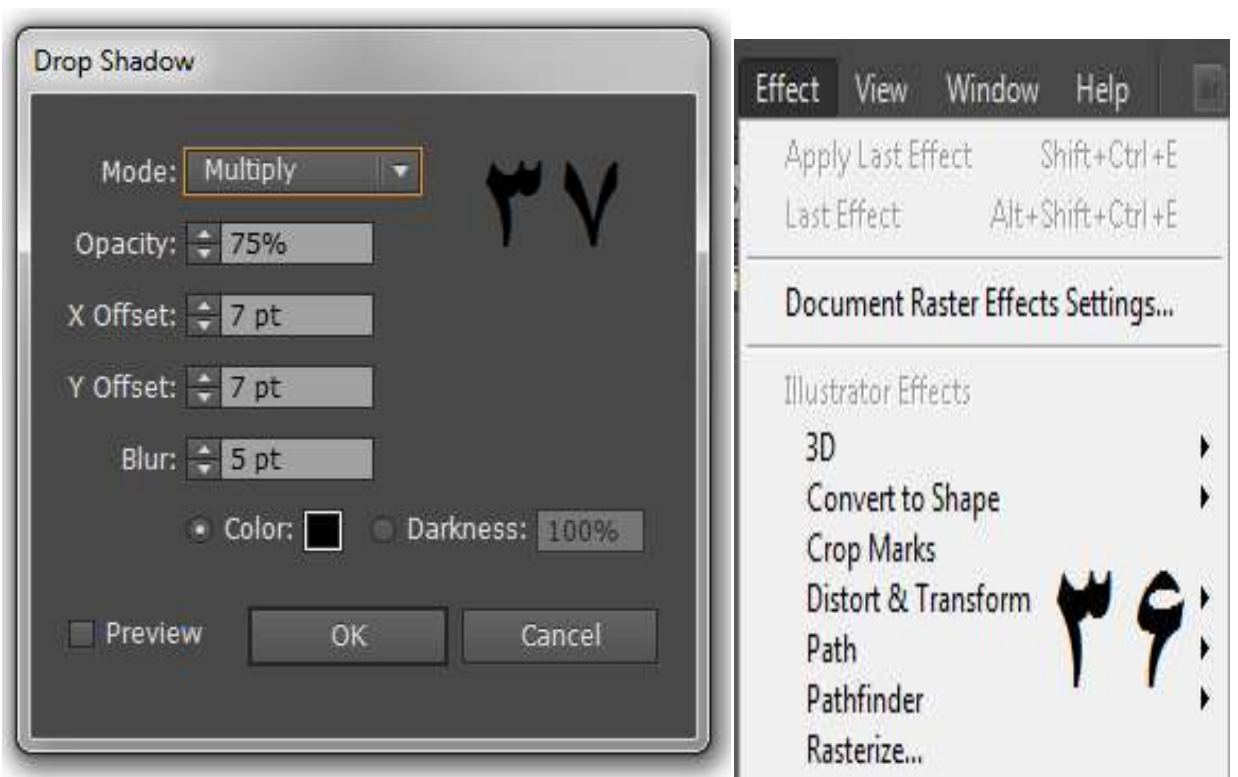 Drop Shadow
Mode: Multiply
۳۷
Opacity: 75%
X Offset: 7 pt
Y Offset: 7 pt
Blur: 5 pt
Color: Darkness: 100%
Preview OK Cancel
Effect View Window Help
Apply Last Effect Shift+Ctrl+E
Last Effect Alt+Shift+Ctrl+E
Document Raster Effects Settings...
Illustrator Effects
3D
Convert to Shape
Crop Marks
Distort & Transform
۳۶
Path
Pathfinder
Rasterize...